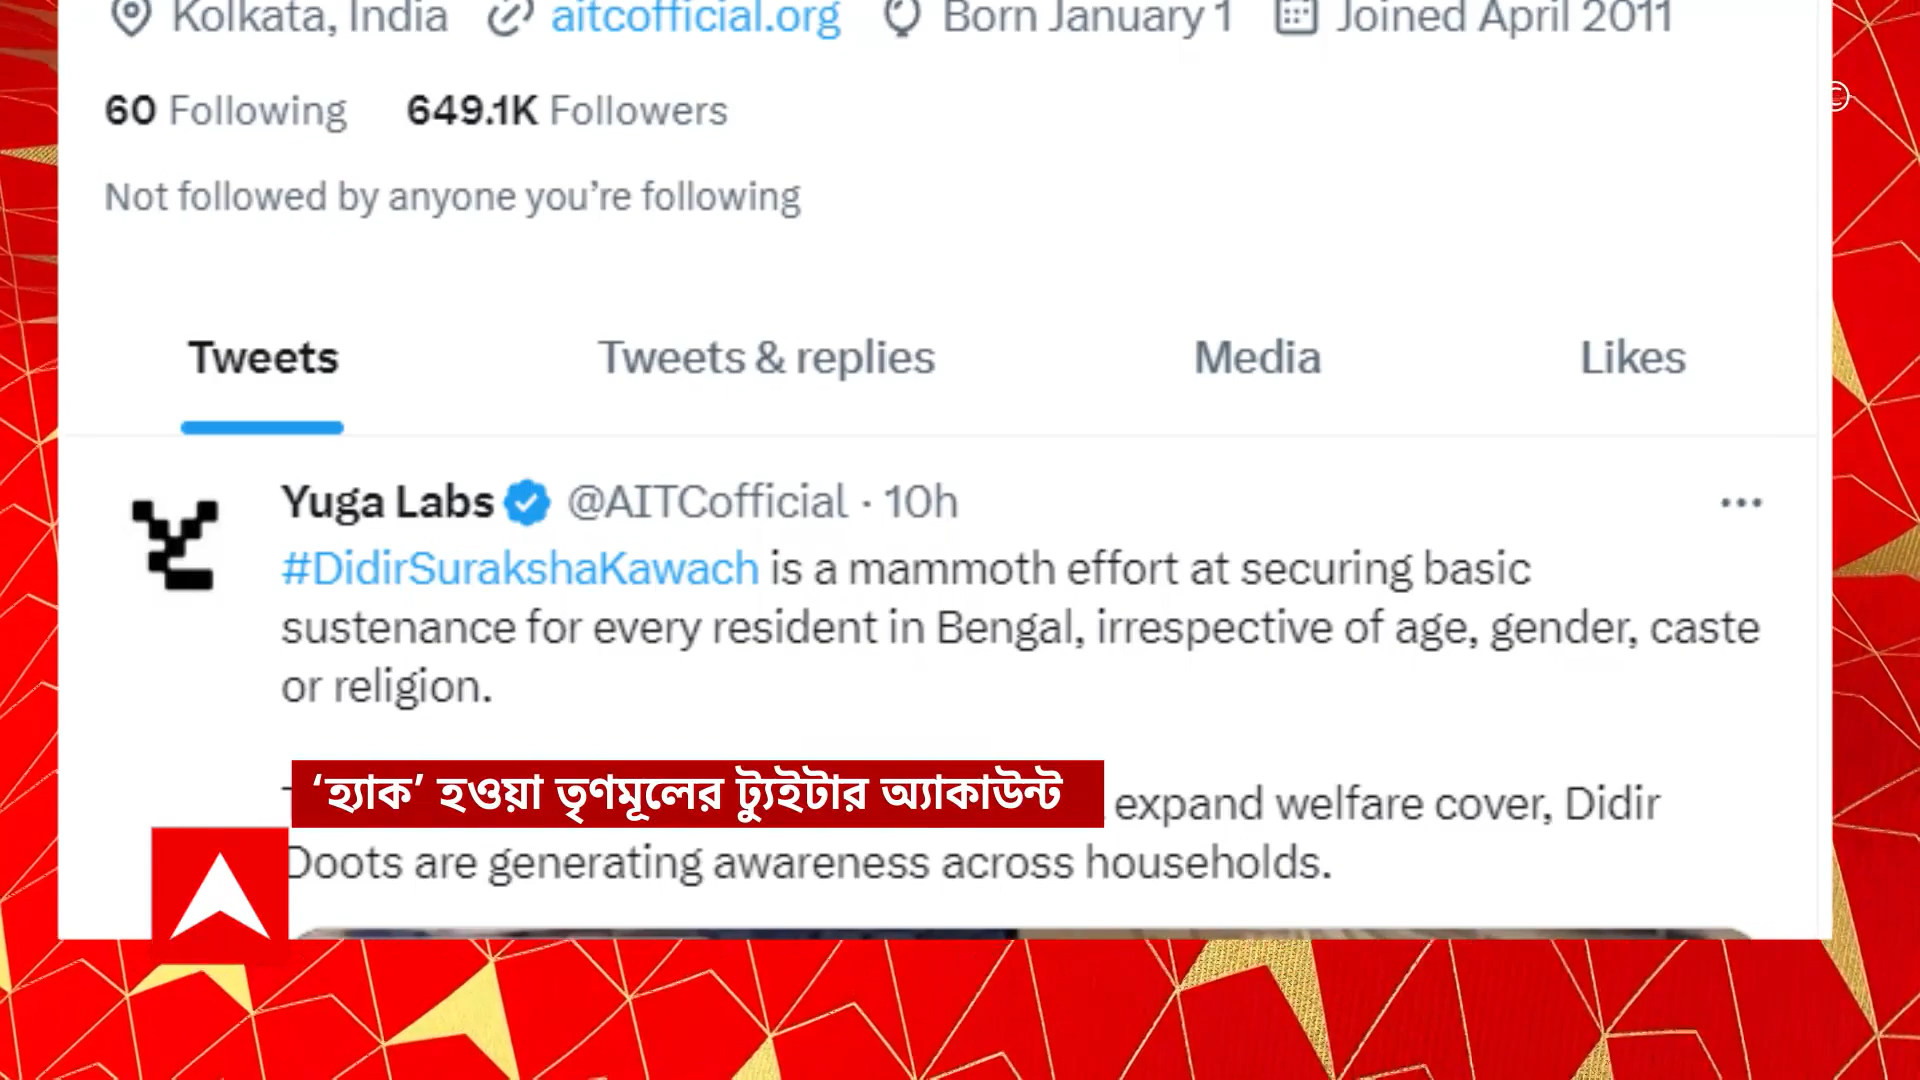 Kolkata, India aitcofficial.org Born January 1 Joined April 2011
©
60 Following 649.1K Followers
Not followed by anyone you’re following
Tweets Tweets & replies Media Likes
Yuga Labs @AITCofficial · 10h
#DidirSurakshaKawach is a mammoth effort at securing basic
sustenance for every resident in Bengal, irrespective of age, gender, caste
or religion.
‘হ্যাক’ হওয়া তৃণমূলের ট্যুইটার অ্যাকাউন্ট
expand welfare cover, Didir
Doots are generating awareness across households.